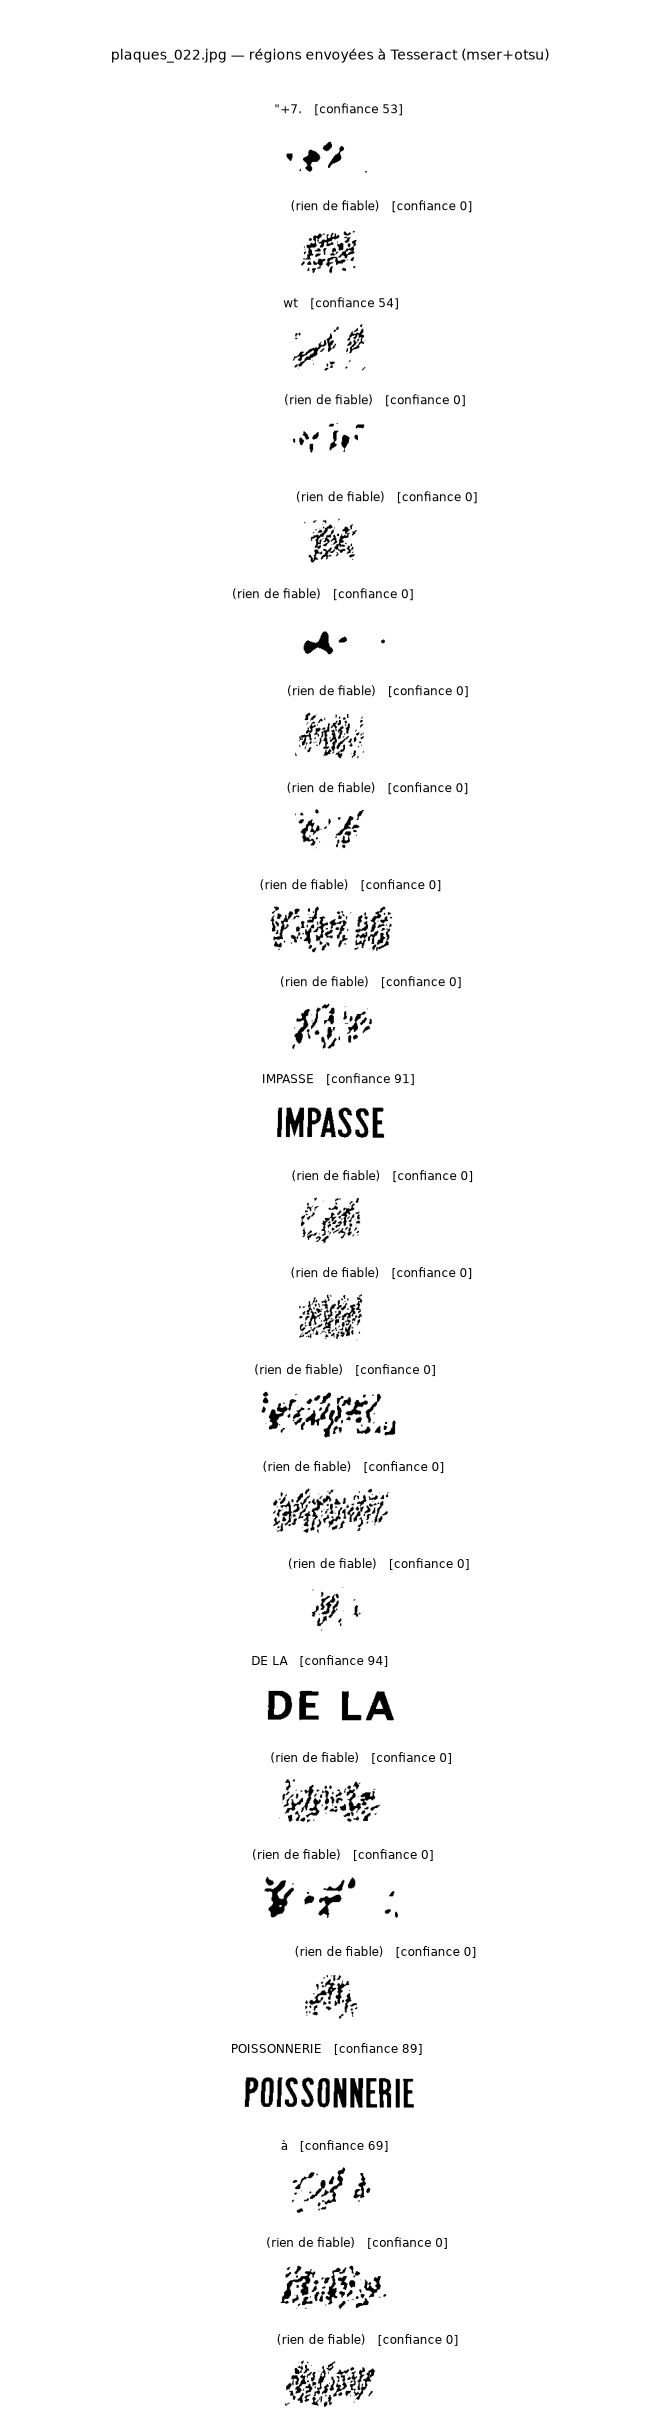 plaques_022.jpg — régions envoyées à Tesseract (mser+otsu)
"+7. [confiance 53]
(rien de fiable) [confiance 0]
wt [confiance 54]
(rien de fiable) [confiance 0]
(rien de fiable) [confiance 0]
(rien de fiable) [confiance 0]
(rien de fiable) [confiance 0]
(rien de fiable) [confiance 0]
(rien de fiable) [confiance 0]
(rien de fiable) [confiance 0]
IMPASSE [confiance 91]
IMPASSE
(rien de fiable) [confiance 0]
(rien de fiable) [confiance 0]
(rien de fiable) [confiance 0]
(rien de fiable) [confiance 0]
(rien de fiable) [confiance 0]
DE LA [confiance 94]
DE LA
(rien de fiable) [confiance 0]
(rien de fiable) [confiance 0]
(rien de fiable) [confiance 0]
POISSONNERIE [confiance 89]
POISSONNERIE
à [confiance 69]
(rien de fiable) [confiance 0]
(rien de fiable) [confiance 0]